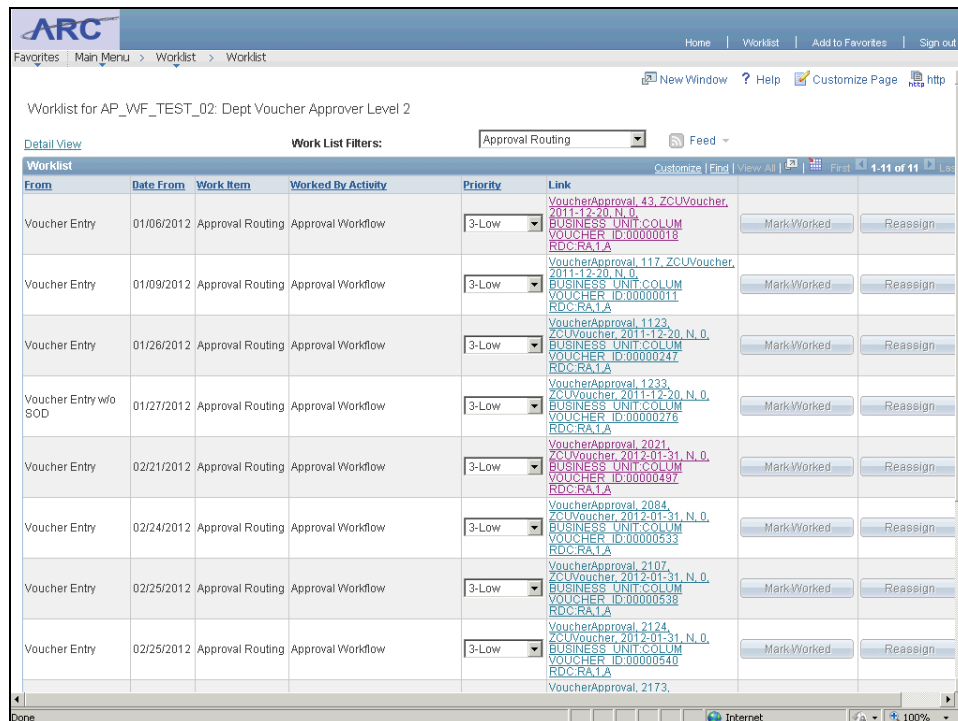 ARC
Home | Worklist | Add to Favorites | Sign out
Favorites Main Menu > Worklist > Worklist
New Window ? Help Customize Page http
Worklist for AP_WF_TEST_02: Dept Voucher Approver Level 2
Detail View Work List Filters: Approval Routing Feed
Worklist Customize | Find | View All | First 1-11 of 11
From Date From Work Item Worked By Activity Priority Link
VoucherApproval, 43, ZCUVoucher,
2011-12-20, N, 0,
Voucher Entry 01/06/2012 Approval Routing Approval Workflow 3-Low BUSINESS_UNIT:COLUM Mark Worked Reassign
VOUCHER_ID:00000018
RDC:RA,1,A
VoucherApproval, 117, ZCUVoucher,
2011-12-20, N, 0,
Voucher Entry 01/09/2012 Approval Routing Approval Workflow 3-Low BUSINESS_UNIT:COLUM Mark Worked Reassign
VOUCHER_ID:00000011
RDC:RA,1,A
VoucherApproval, 1123,
ZCUVoucher, 2011-12-20, N, 0,
Voucher Entry 01/26/2012 Approval Routing Approval Workflow 3-Low BUSINESS_UNIT:COLUM Mark Worked Reassign
VOUCHER_ID:00000247
RDC:RA,1,A
VoucherApproval, 1233,
ZCUVoucher, 2011-12-20, N, 0,
Voucher Entry w/o
SOD 01/27/2012 Approval Routing Approval Workflow 3-Low BUSINESS_UNIT:COLUM Mark Worked Reassign
VOUCHER_ID:00000276
RDC:RA,1,A
VoucherApproval, 2021,
ZCUVoucher, 2012-01-31, N, 0,
Voucher Entry 02/21/2012 Approval Routing Approval Workflow 3-Low BUSINESS_UNIT:COLUM Mark Worked Reassign
VOUCHER_ID:00000497
RDC:RA,1,A
VoucherApproval, 2084,
ZCUVoucher, 2012-01-31, N, 0,
Voucher Entry 02/24/2012 Approval Routing Approval Workflow 3-Low BUSINESS_UNIT:COLUM Mark Worked Reassign
VOUCHER_ID:00000533
RDC:RA,1,A
VoucherApproval, 2107,
ZCUVoucher, 2012-01-31, N, 0,
Voucher Entry 02/25/2012 Approval Routing Approval Workflow 3-Low BUSINESS_UNIT:COLUM Mark Worked Reassign
VOUCHER_ID:00000538
RDC:RA,1,A
VoucherApproval, 2124,
ZCUVoucher, 2012-01-31, N, 0,
Voucher Entry 02/25/2012 Approval Routing Approval Workflow 3-Low BUSINESS_UNIT:COLUM Mark Worked Reassign
VOUCHER_ID:00000540
RDC:RA,1,A
VoucherApproval, 2173,
Done Internet 100%